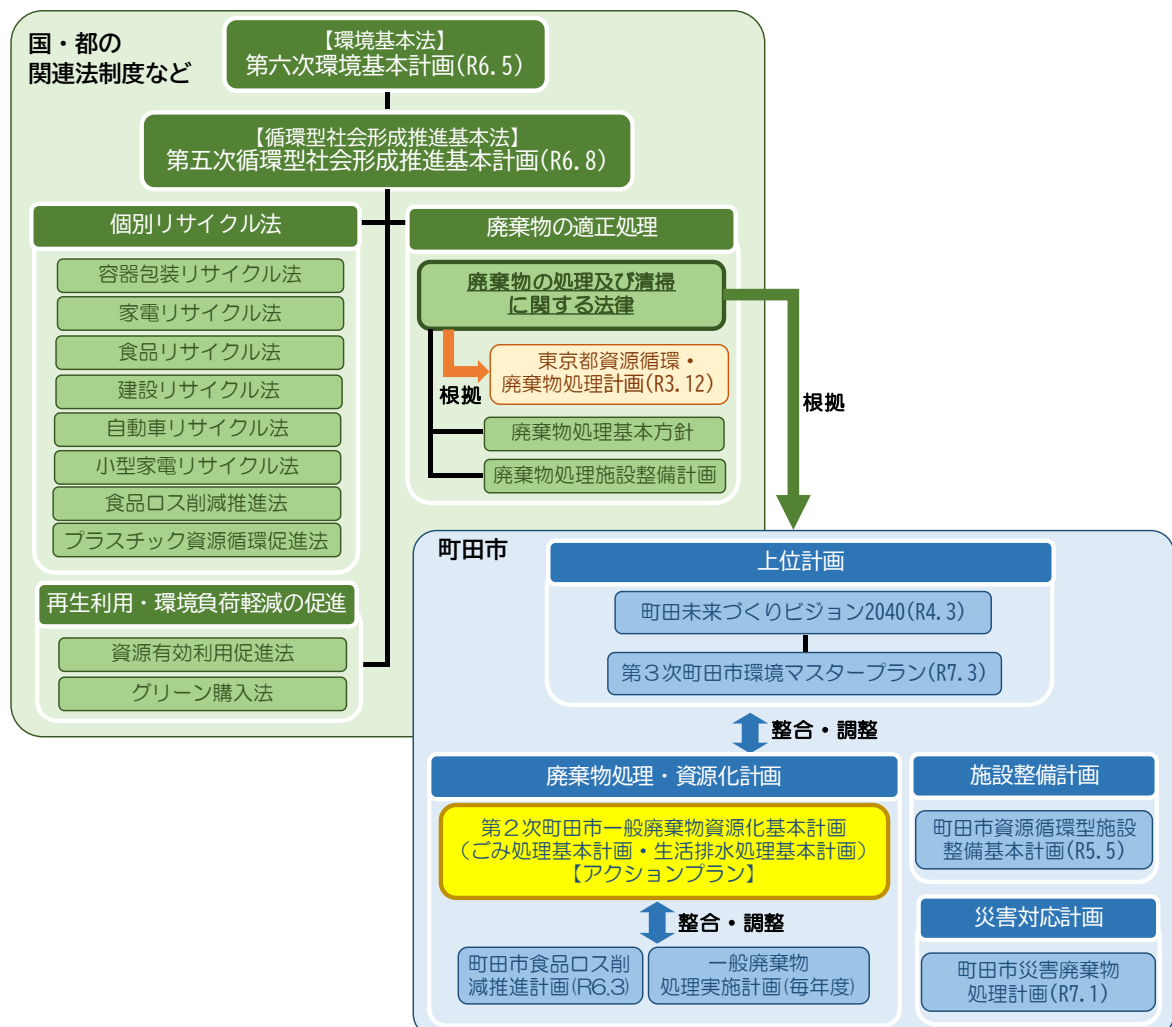 国・都の
関連法制度など
【環境基本法】
第六次環境基本計画(R6.5)
【循環型社会形成推進基本法】
第五次循環型社会形成推進基本計画(R6.8)
個別リサイクル法
容器包装リサイクル法
家電リサイクル法
食品リサイクル法
建設リサイクル法
自動車リサイクル法
小型家電リサイクル法
食品ロス削減推進法
プラスチック資源循環促進法
再生利用・環境負荷軽減の促進
資源有効利用促進法
グリーン購入法
廃棄物の適正処理
廃棄物の処理及び清掃
に関する法律
根拠
東京都資源循環・
廃棄物処理計画(R3.12)
廃棄物処理基本方針
廃棄物処理施設整備計画
根拠
町田市
上位計画
町田未来づくりビジョン2040(R4.3)
第3次町田市環境マスタープラン(R7.3)
整合・調整
廃棄物処理・資源化計画
第2次町田市一般廃棄物資源化基本計画
(ごみ処理基本計画・生活排水処理基本計画)
【アクションプラン】
整合・調整
町田市食品ロス削
減推進計画(R6.3)
一般廃棄物
処理実施計画(毎年度)
施設整備計画
町田市資源循環型施設
整備基本計画(R5.5)
災害対応計画
町田市災害廃棄物
処理計画(R7.1)